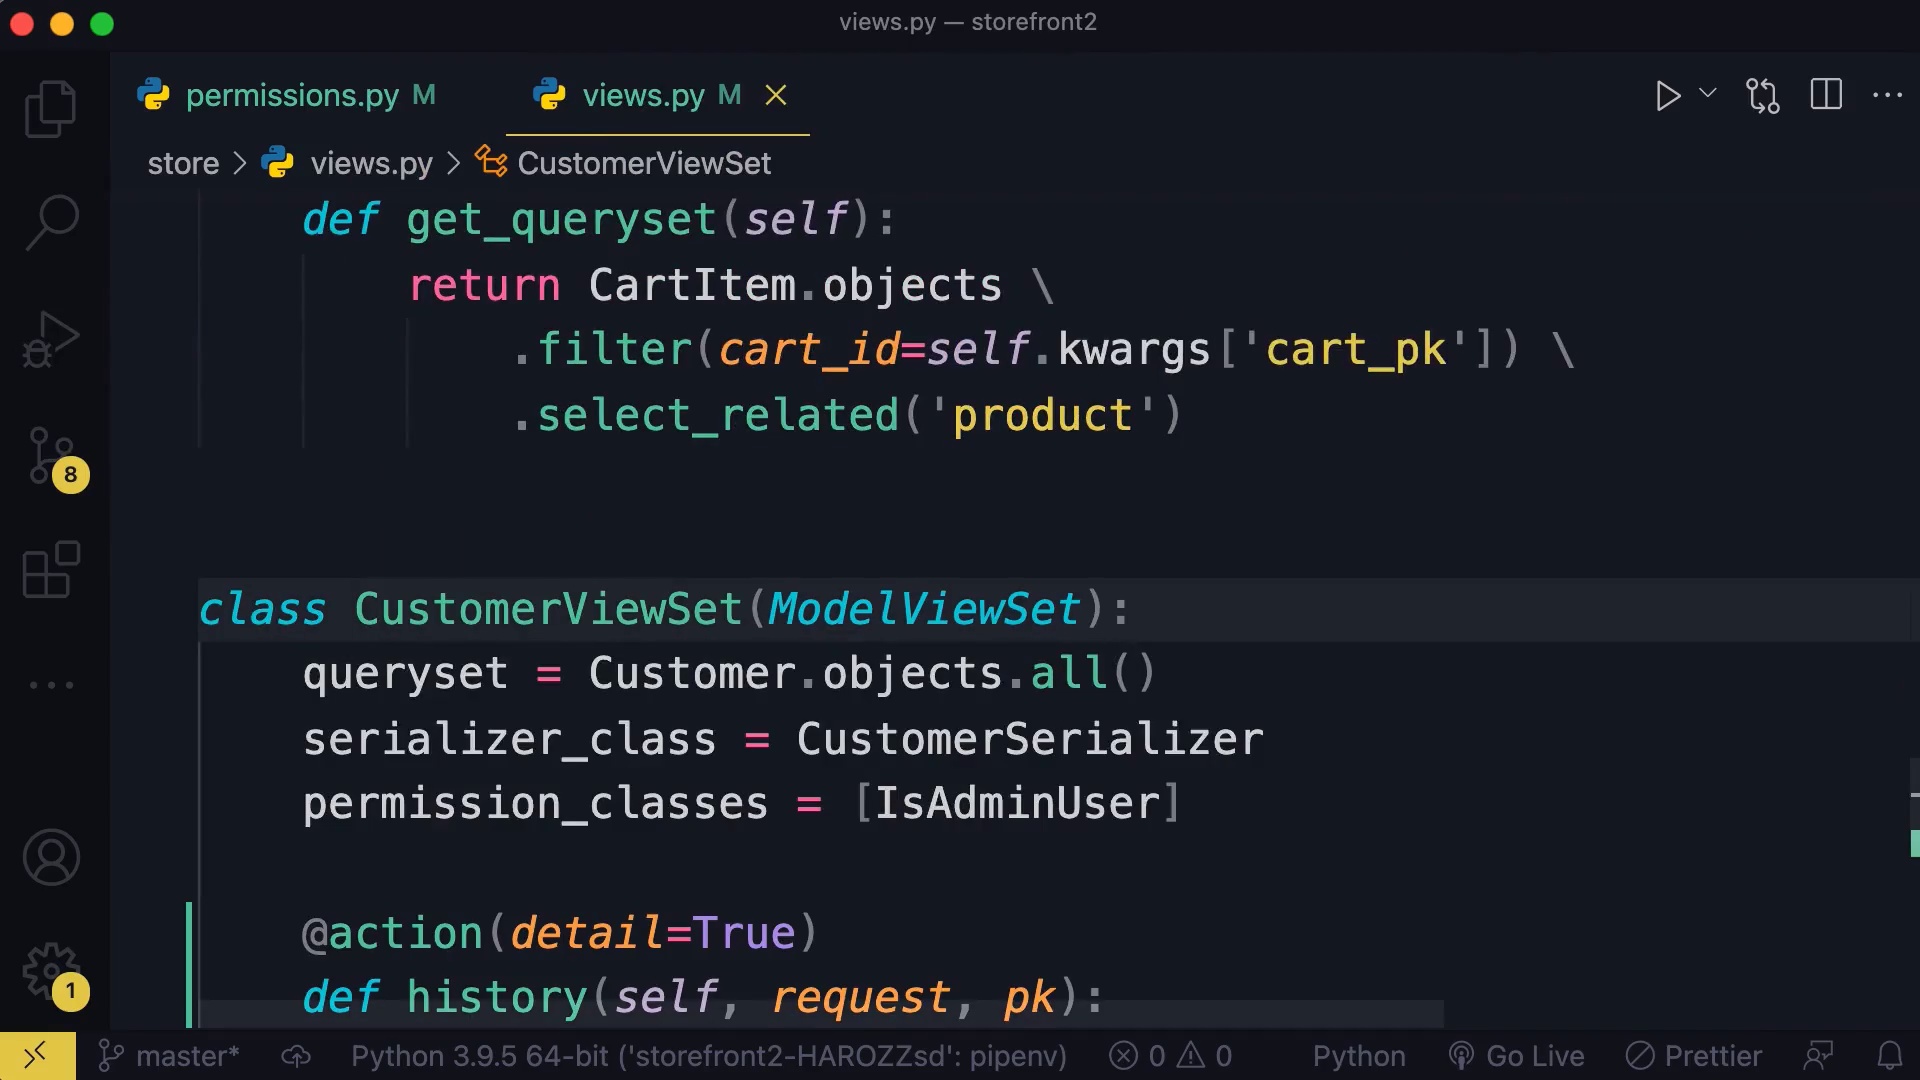 views.py — storefront2
permissions.py M
views.py M
store > views.py > CustomerViewSet
def get_queryset(self):
return CartItem.objects \
.filter(cart_id=self.kwargs['cart_pk']) \
.select_related('product')
class CustomerViewSet(ModelViewSet):
queryset = Customer.objects.all()
serializer_class = CustomerSerializer
permission_classes = [IsAdminUser]
@action(detail=True)
def history(self, request, pk):
8
1
master* Python 3.9.5 64-bit ('storefront2-HAROZZsd': pipenv) 0 0 Python Go Live Prettier